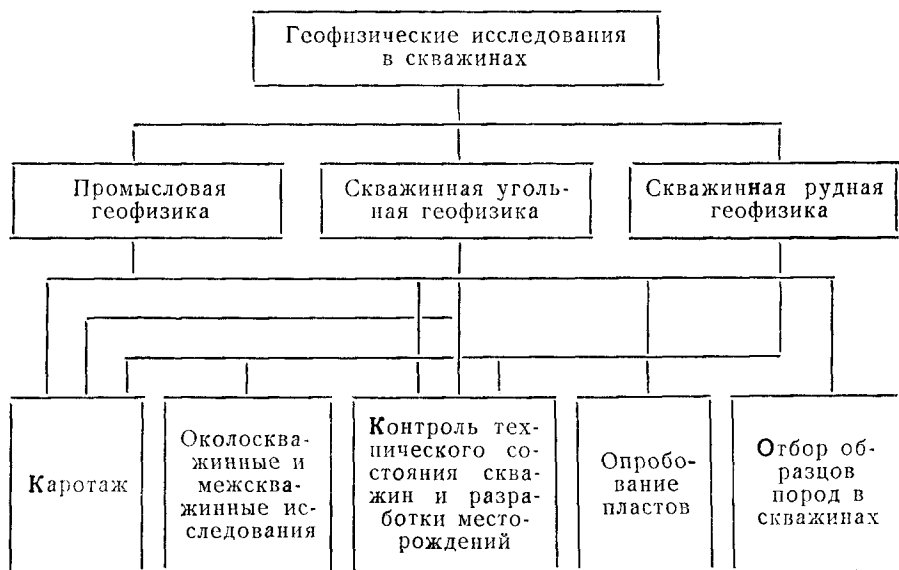 Геофизические исследования
в скважинах
Промысловая
геофизика
Скважинная уголь-
ная геофизика
Скважинная рудная
геофизика
Каротаж
Околосква-
жинные и
межсква-
жинные ис-
следования
Контроль тех-
нического со-
стояния сква-
жин и разра-
ботки место-
рождений
Опробо-
вание
пластов
Отбор об-
разцов
пород в
скважинах